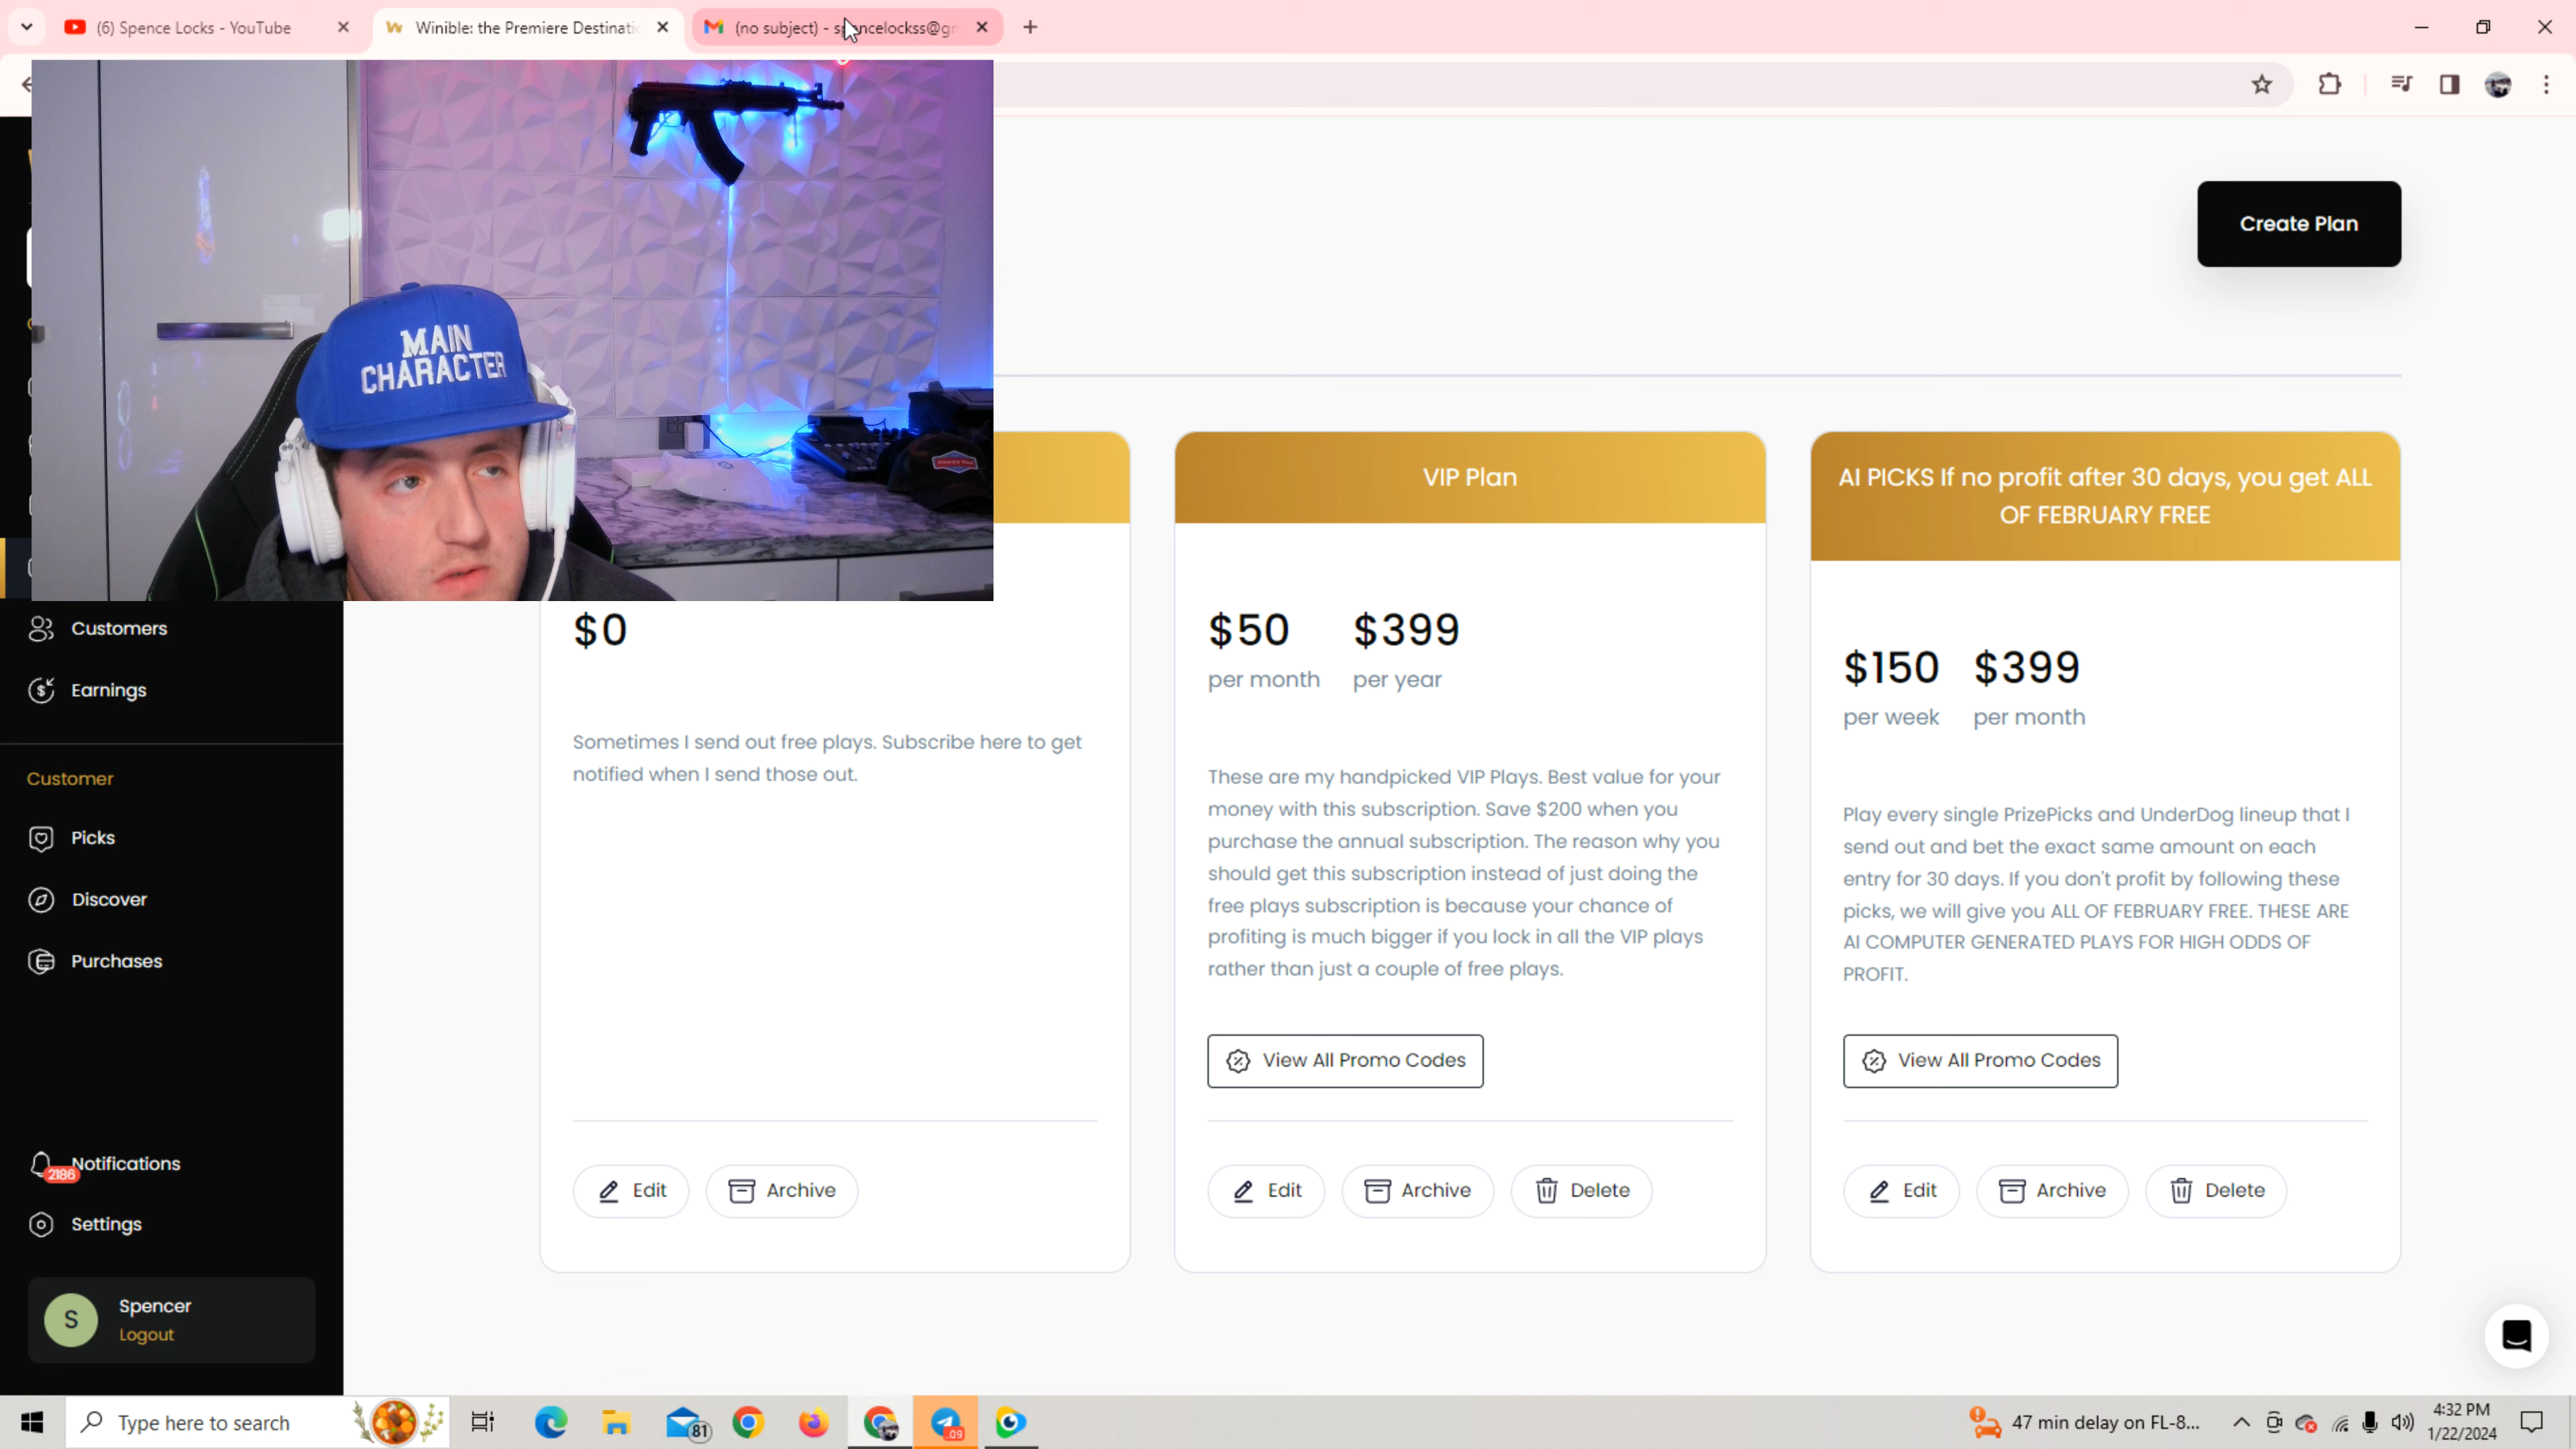 (6) Spence Locks - YouTube
Winible: the Premiere Destinatio
(no subject) - spencelockss@gm
MAIN
CHARACTER
Create Plan
VIP Plan
AI PICKS If no profit after 30 days, you get ALL
OF FEBRUARY FREE
$0
$50 $399
per month per year
$150 $399
per week per month
Sometimes I send out free plays. Subscribe here to get
notified when I send those out.
These are my handpicked VIP Plays. Best value for your
money with this subscription. Save $200 when you
purchase the annual subscription. The reason why you
should get this subscription instead of just doing the
free plays subscription is because your chance of
profiting is much bigger if you lock in all the VIP plays
rather than just a couple of free plays.
Play every single PrizePicks and UnderDog lineup that I
send out and bet the exact same amount on each
entry for 30 days. If you don't profit by following these
picks, we will give you ALL OF FEBRUARY FREE. THESE ARE
AI COMPUTER GENERATED PLAYS FOR HIGH ODDS OF
PROFIT.
View All Promo Codes
View All Promo Codes
Edit Archive
Edit Archive Delete
Edit Archive Delete
Customers
Earnings
Customer
Picks
Discover
Purchases
Notifications
2186
Settings
S
Spencer
Logout
Type here to search
81
.09
47 min delay on FL-8...
4:32 PM
1/22/2024